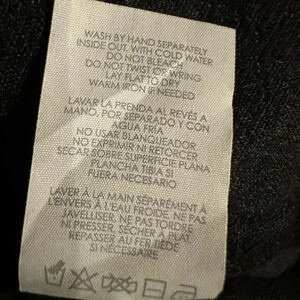 WASH BY HAND SEPARATELY
INSIDE OUT, WITH COLD WATER
DO NOT BLEACH
DO NOT TWIST OR WRING
LAY FLAT TO DRY
WARM IRON IF NEEDED
LAVAR LA PRENDA AL REVÉS A
MANO, POR SEPARADO Y CON
AGUA FRÍA
NO USAR BLANQUEADOR
NO EXPRIMIR NI RETORCER
SECAR SOBRE SUPERFICIE PLANA
PLANCHA TIBIA SI
FUERA NECESARIO
LAVER À LA MAIN SÉPARÉMENT À
L'ENVERS À L'EAU FROIDE. NE PAS
JAVELLISER, NE PAS TORDRE
NI PRESSER, SÉCHER À PLAT,
REPASSER AU FER TIÈDE
SI NÉCESSAIRE